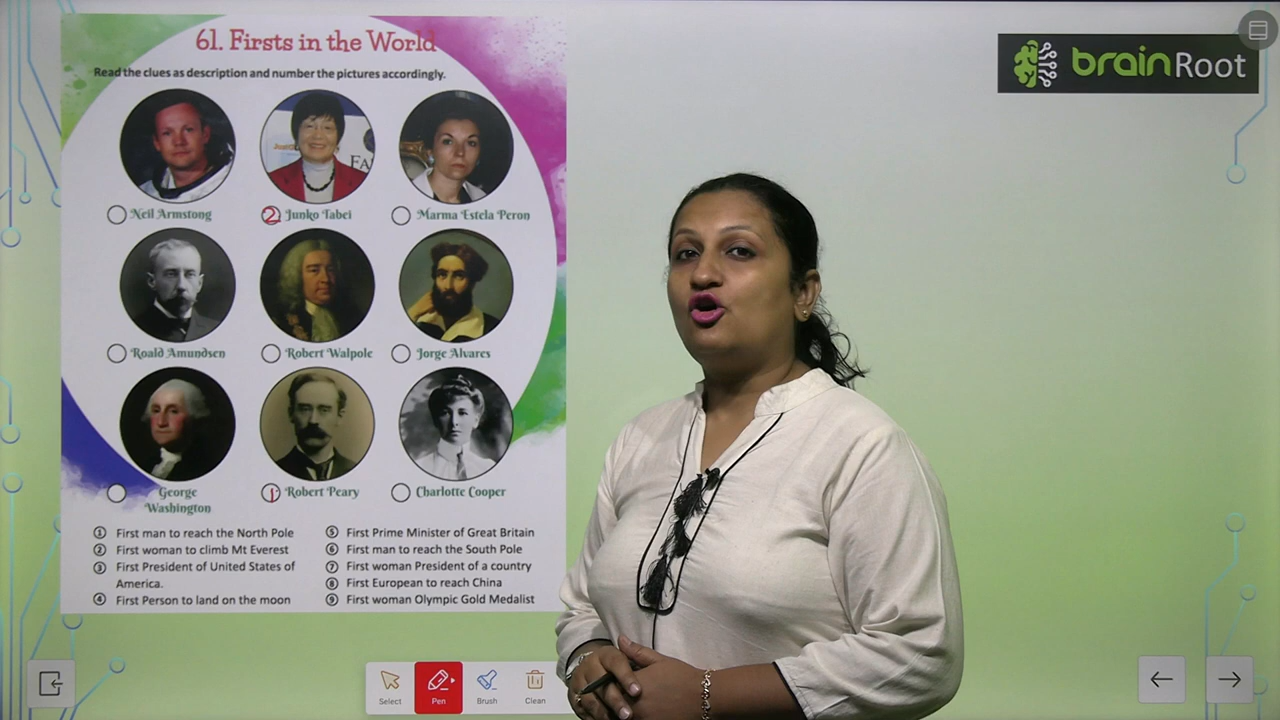 61. Firsts in the World
Read the clues as description and number the pictures accordingly.
brainRoot
FA
Neil Armstong
2 Junko Tabei
Marma Estela Peron
Roald Amundsen
Robert Walpole
Jorge Alvares
George
Washington
1 Robert Peary
Charlotte Cooper
① First man to reach the North Pole
② First woman to climb Mt Everest
③ First President of United States of
America.
④ First Person to land on the moon
⑤ First Prime Minister of Great Britain
⑥ First man to reach the South Pole
⑦ First woman President of a country
⑧ First European to reach China
⑨ First woman Olympic Gold Medalist
Select
Pen
Brush
Clean